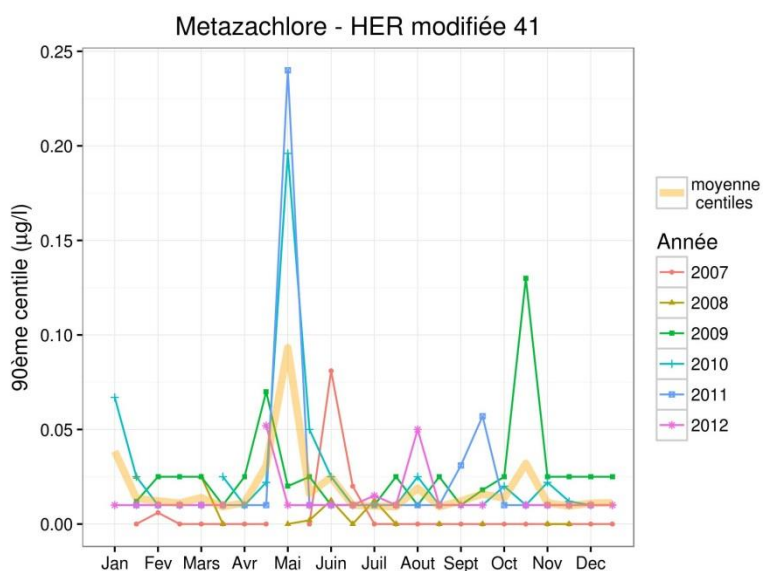 Metazachlore - HER modifiée 41
90ème centile (µg/l)
0.25
0.20
0.15
0.10
0.05
0.00
Jan Fev Mars Avr Mai Juin Juil Aout Sept Oct Nov Dec
moyenne
centiles
Année
2007
2008
2009
2010
2011
2012